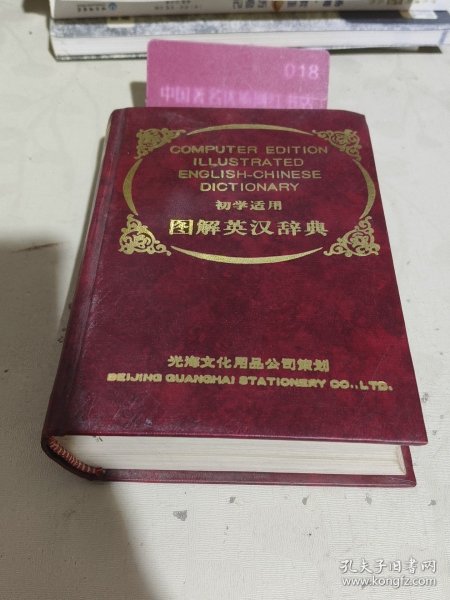 018
COMPUTER EDITION
ILLUSTRATED
ENGLISH-CHINESE
DICTIONARY
初学适用
图解英汉辞典
光海文化用品公司策划
BEIJING GUANGHAI STATIONERY CO.,LTD.
孔夫子旧书网
www.kongfz.com